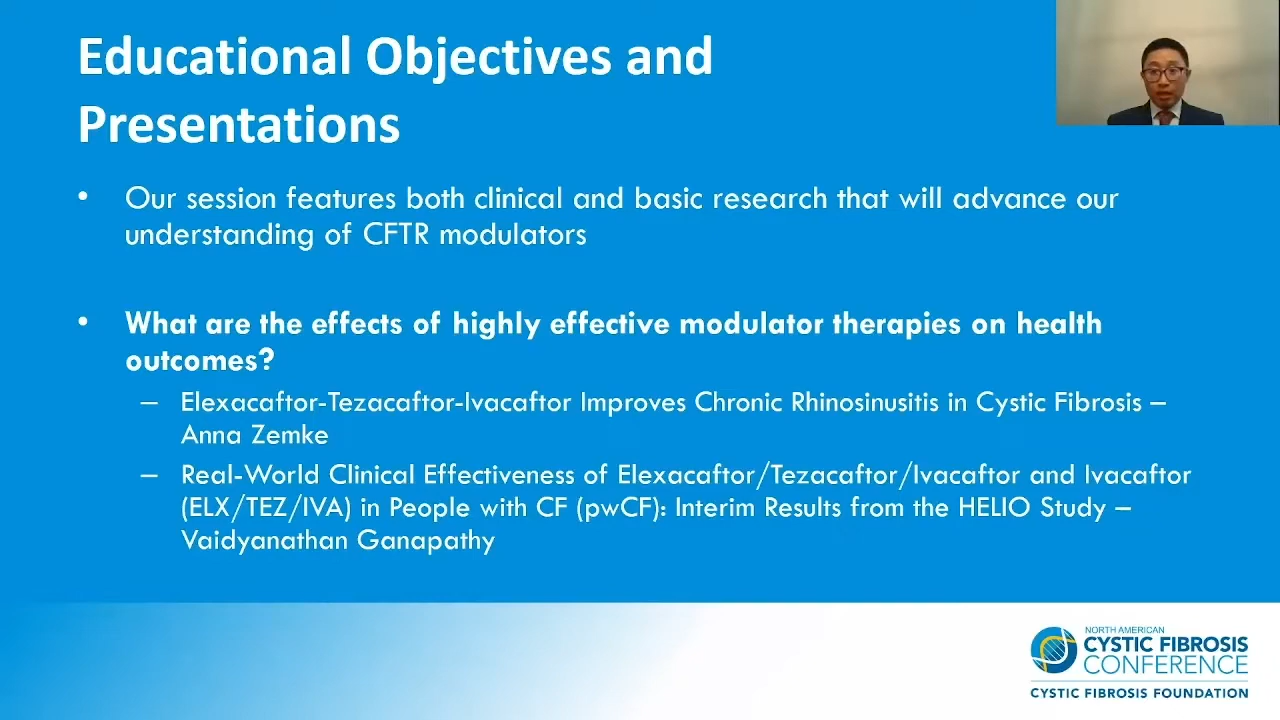 Educational Objectives and
Presentations
• Our session features both clinical and basic research that will advance our
understanding of CFTR modulators
• What are the effects of highly effective modulator therapies on health
outcomes?
– Elexacaftor-Tezacaftor-Ivacaftor Improves Chronic Rhinosinusitis in Cystic Fibrosis –
Anna Zemke
– Real-World Clinical Effectiveness of Elexacaftor/Tezacaftor/Ivacaftor and Ivacaftor
(ELX/TEZ/IVA) in People with CF (pwCF): Interim Results from the HELIO Study –
Vaidyanathan Ganapathy
NORTH AMERICAN
CYSTIC FIBROSIS
CONFERENCE
CYSTIC FIBROSIS FOUNDATION